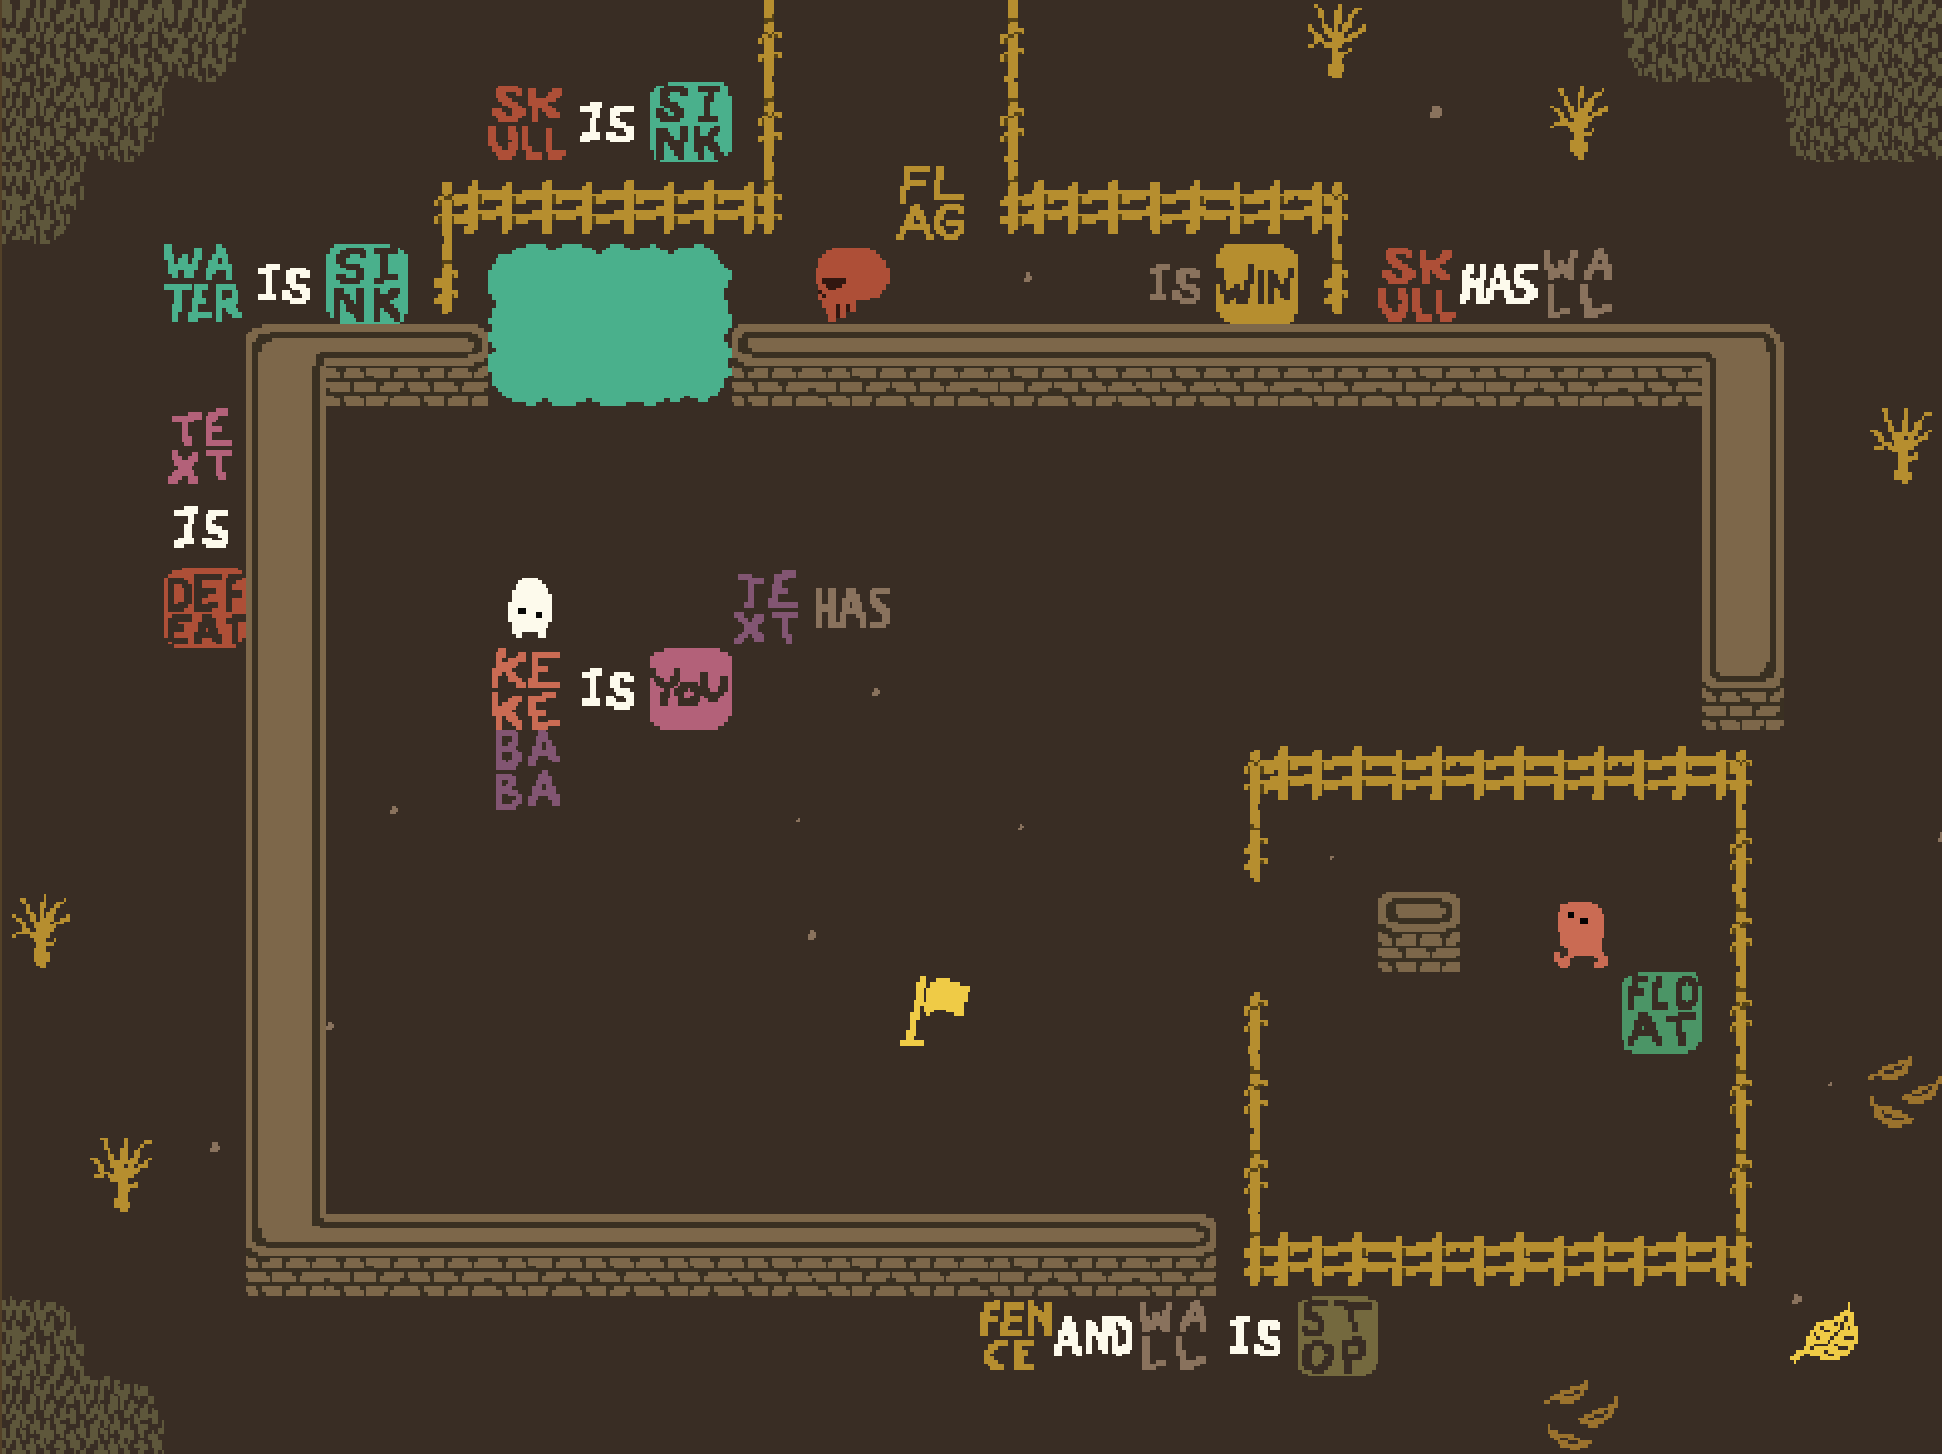 SKULL IS SINK
FLAG
WATER IS SINK
IS WIN
SKULL HAS WALL
TEXT
IS
DEFEAT
TEXT HAS
KEKE IS YOU
BABA
FLOAT
FENCE AND WALL IS STOP